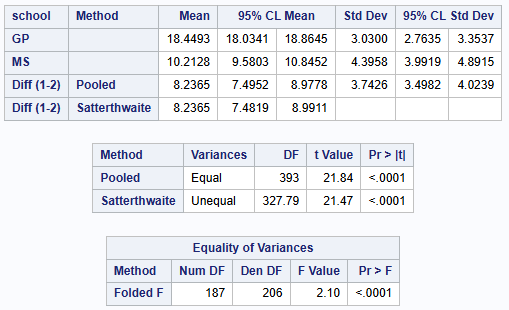 school Method Mean 95% CL Mean Std Dev 95% CL Std Dev
GP 18.4493 18.0341 18.8645 3.0300 2.7635 3.3537
MS 10.2128 9.5803 10.8452 4.3958 3.9919 4.8915
Diff (1-2) Pooled 8.2365 7.4952 8.9778 3.7426 3.4982 4.0239
Diff (1-2) Satterthwaite 8.2365 7.4819 8.9911
Method Variances DF t Value Pr > |t|
Pooled Equal 393 21.84 <.0001
Satterthwaite Unequal 327.79 21.47 <.0001
Equality of Variances
Method Num DF Den DF F Value Pr > F
Folded F 187 206 2.10 <.0001